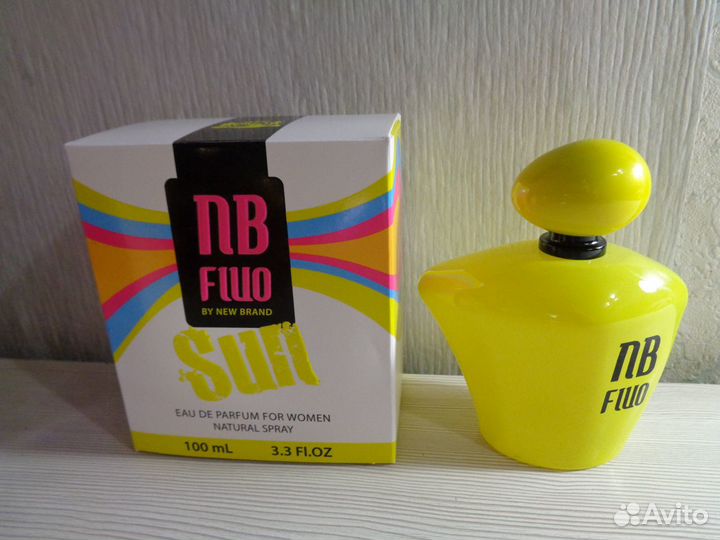 NB
Fluo
BY NEW BRAND
Sun
EAU DE PARFUM FOR WOMEN
NATURAL SPRAY
100 mL 3.3 Fl.OZ
NB
Fluo
Avito